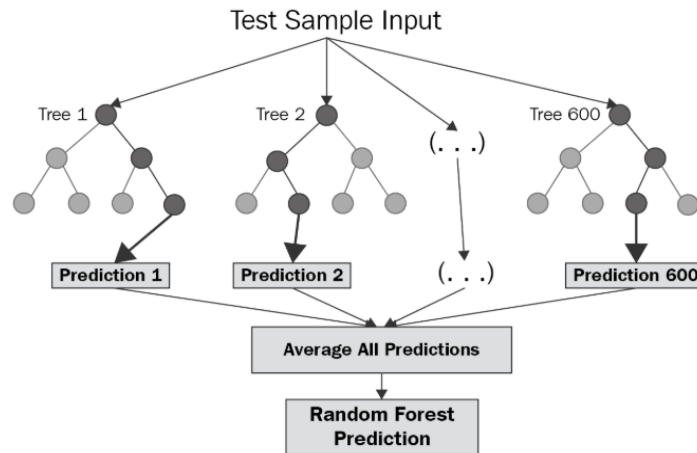 Test Sample Input
Tree 1
Tree 2
(. . .)
Tree 600
Prediction 1
Prediction 2
(. . .)
Prediction 600
Average All Predictions
Random Forest
Prediction